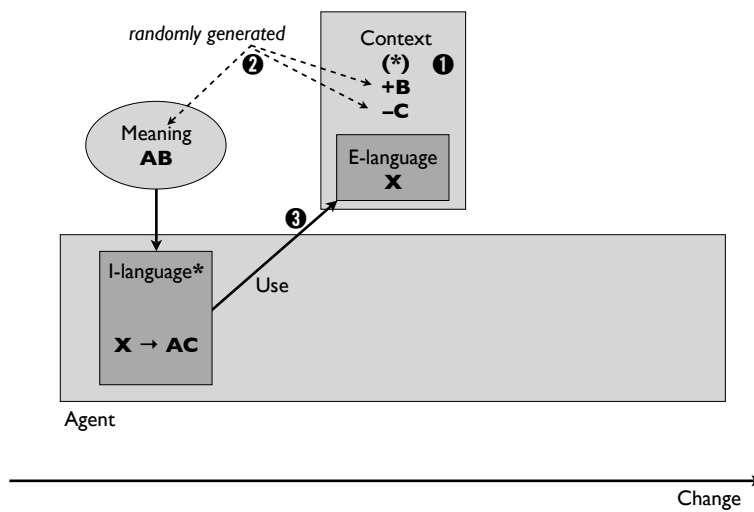 randomly generated
❷
Context
(*)
❶
+B
–C
Meaning
AB
E-language
X
❸
I-language*
Use
X → AC
Agent
Change